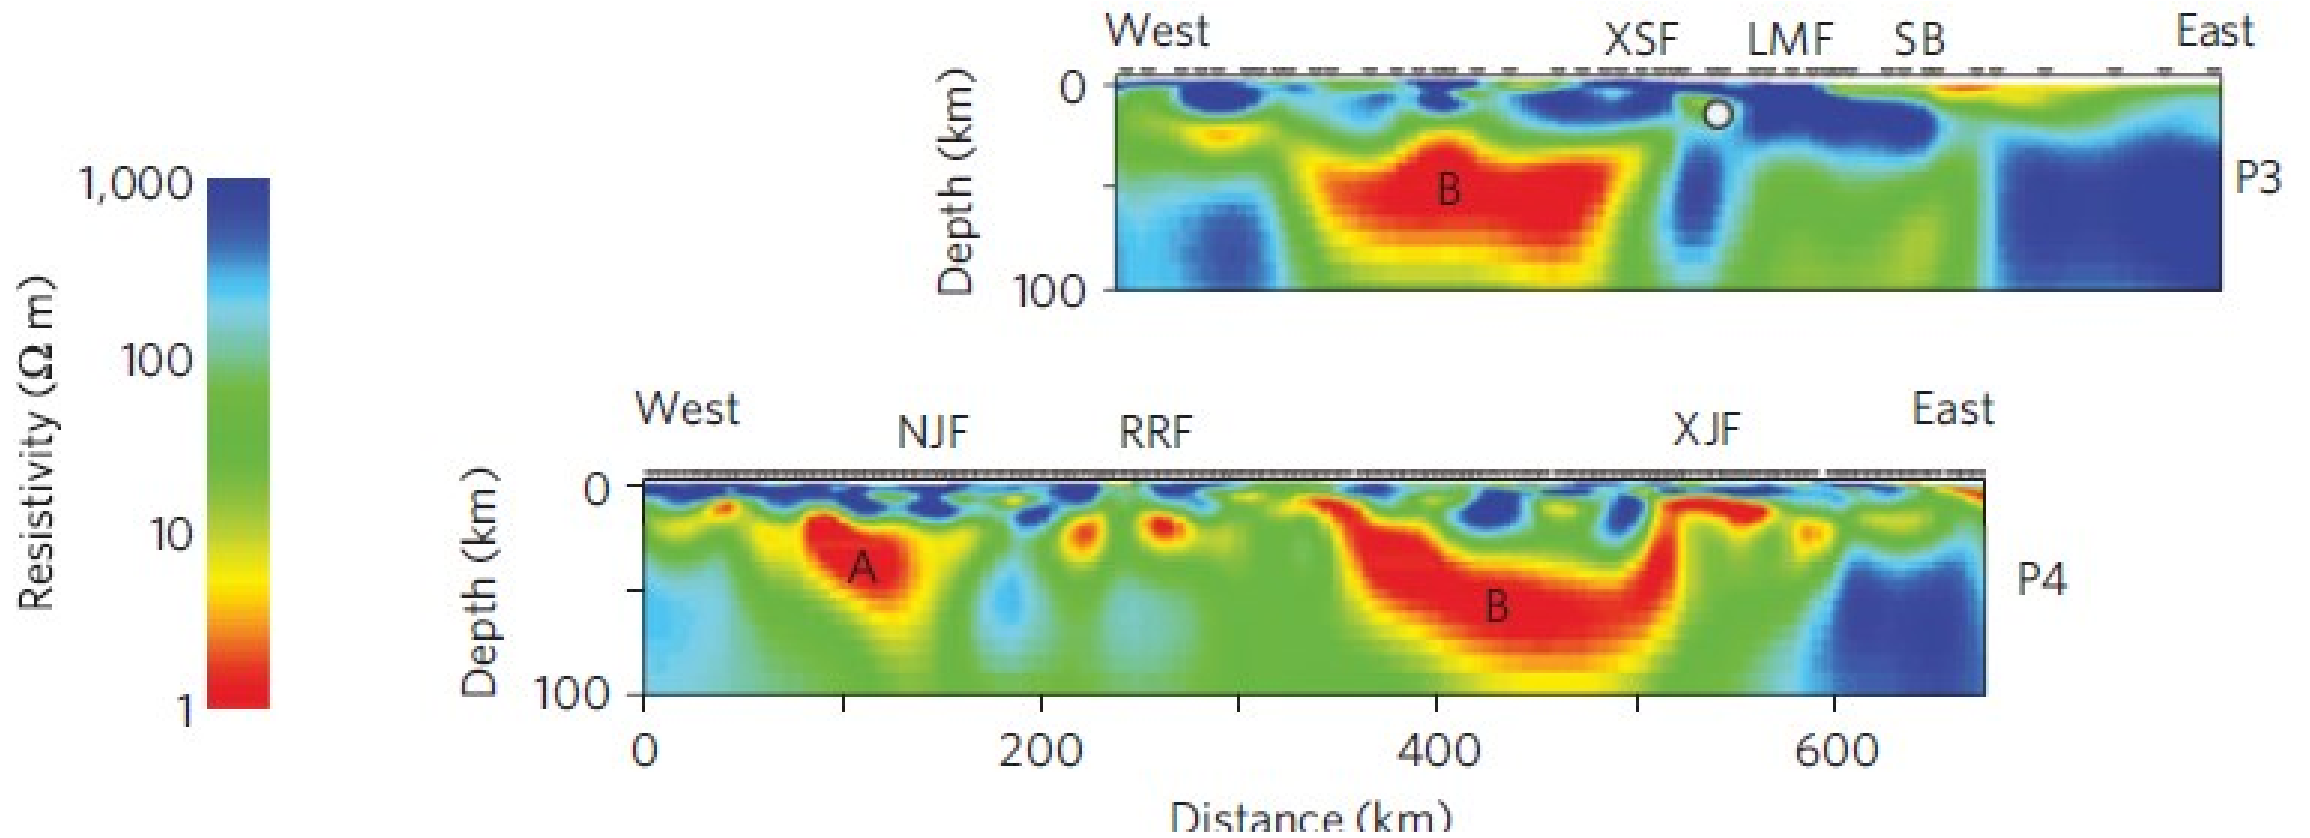 West XSF LMF SB East
Depth (km)
0
B
100
P3
Resistivity (Ω m)
1,000
100
10
1
West NJF RRF XJF East
Depth (km)
0
A
B
100
P4
0 200 400 600
Distance (km)